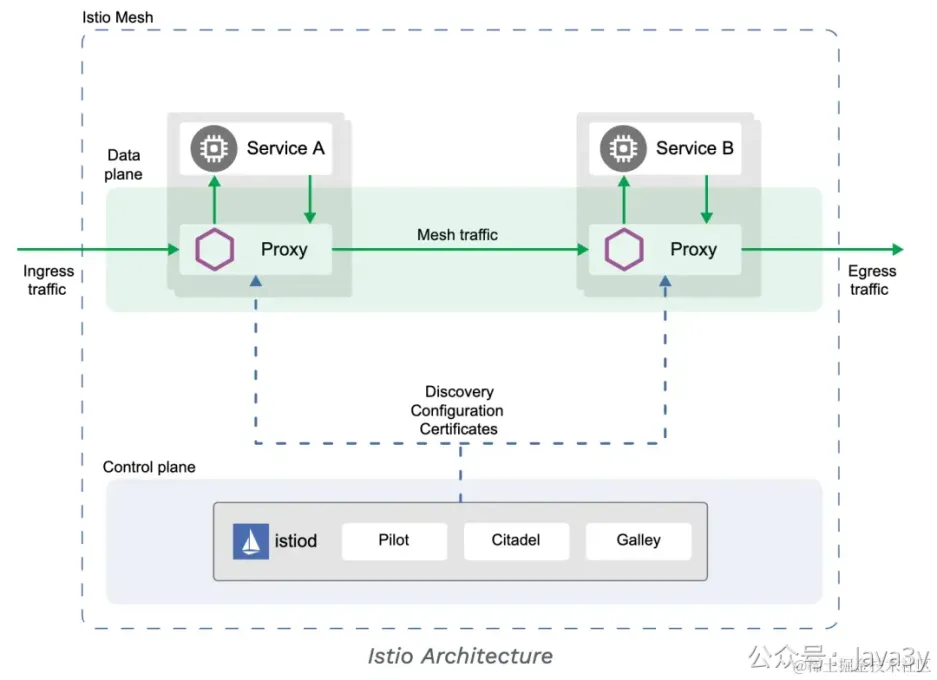 Istio Mesh
Data
plane
Service A
Service B
Proxy
Mesh traffic
Proxy
Ingress
traffic
Egress
traffic
Discovery
Configuration
Certificates
Control plane
istiod
Pilot
Citadel
Galley
Istio Architecture
公众号：Java3y
@稀土掘金技术社区